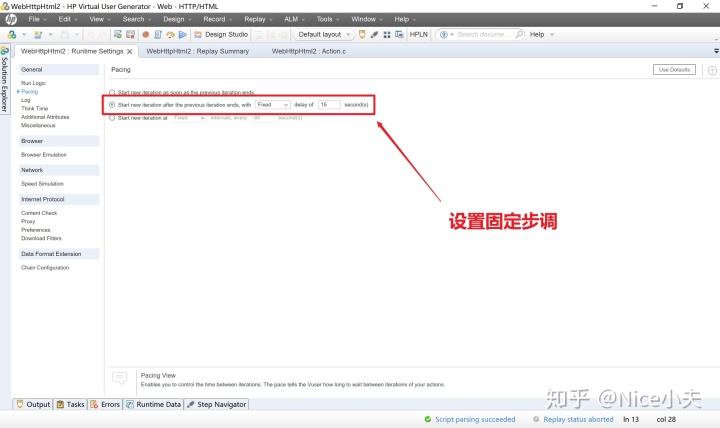 WebHttpHtml2 - HP Virtual User Generator - Web - HTTP/HTML
File Edit View Search Design Record Replay ALM Tools Window Help
Design Studio Default layout HPLN Search docume... Help
WebHttpHtml2 : Runtime Settings WebHttpHtml2 : Replay Summary WebHttpHtml2 : Action.c
Solution Explorer
General
Run Logic
Pacing
Log
Think Time
Additional Attributes
Miscellaneous
Browser
Browser Emulation
Network
Speed Simulation
Internet Protocol
Content Check
Proxy
Preferences
Download Filters
Data Format Extension
Chain Configuration
Pacing Use Defaults
Start new iteration as soon as the previous iteration ends
Start new iteration after the previous iteration ends, with Fixed delay of 15 second(s)
Start new iteration at Fixed intervals, every 60 second(s)
设置固定步调
Pacing View
Enables you to control the time between iterations. The pace tells the Vuser how long to wait between iterations of your actions.
知乎 @Nice小夫
Output Tasks Errors Runtime Data Step Navigator
Script parsing succeeded Replay status aborted ln 13 col 28